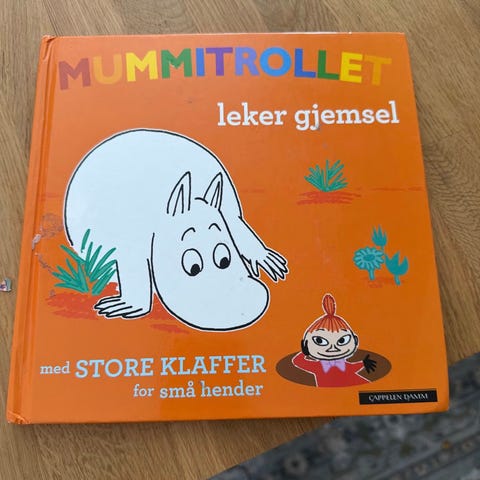 MUMMITROLLET
leker gjemsel
med STORE KLAFFER
for små hender
CAPPELEN DAMM